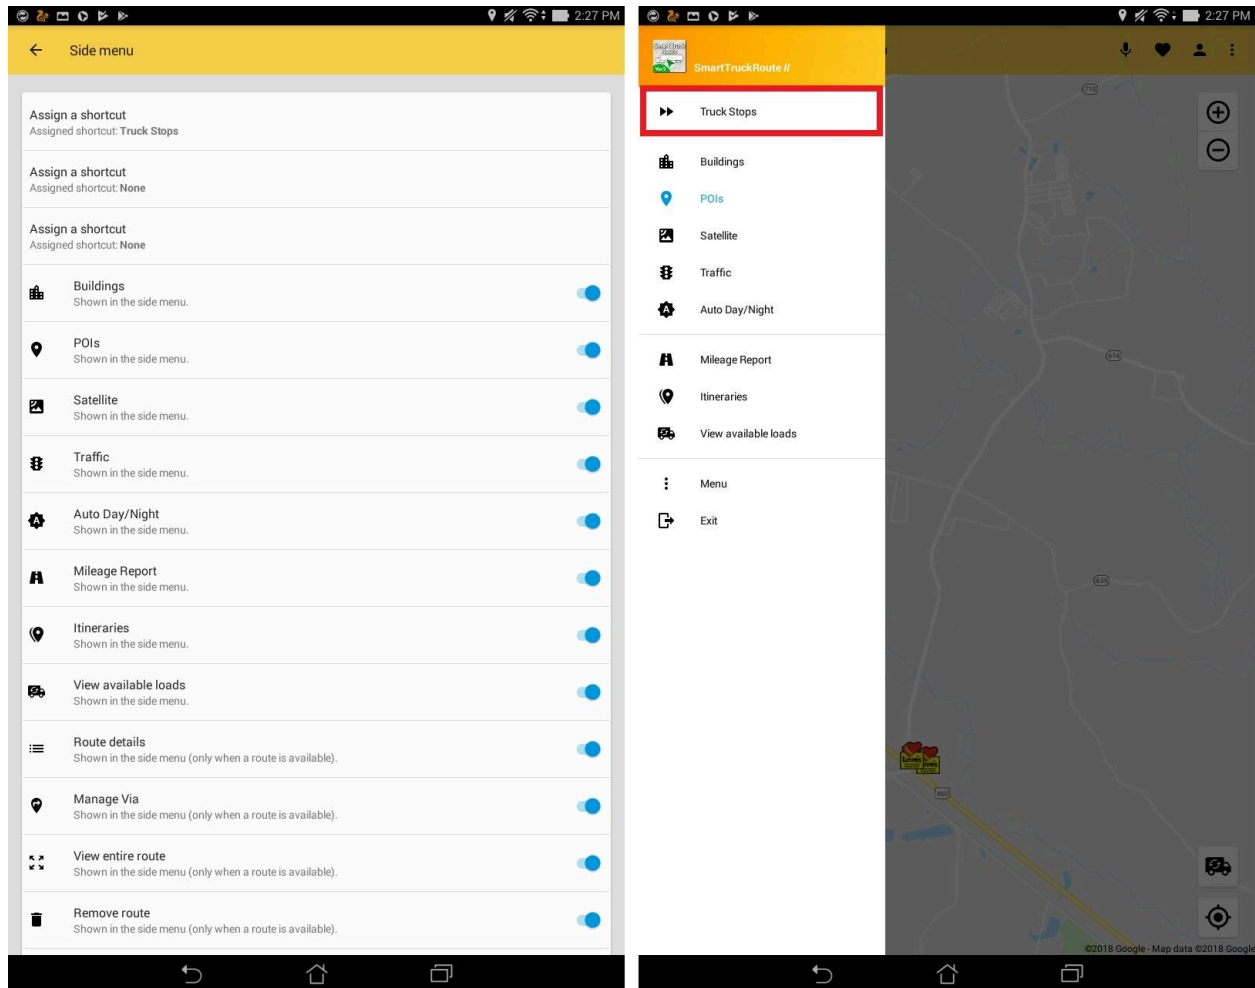 2:27 PM
Side menu
Assign a shortcut
Assigned shortcut: Truck Stops
Assign a shortcut
Assigned shortcut: None
Assign a shortcut
Assigned shortcut: None
Buildings
Shown in the side menu.
POIs
Shown in the side menu.
Satellite
Shown in the side menu.
Traffic
Shown in the side menu.
Auto Day/Night
Shown in the side menu.
Mileage Report
Shown in the side menu.
Itineraries
Shown in the side menu.
View available loads
Shown in the side menu.
Route details
Shown in the side menu (only when a route is available).
Manage Via
Shown in the side menu (only when a route is available).
View entire route
Shown in the side menu (only when a route is available).
Remove route
Shown in the side menu (only when a route is available).
2:27 PM
SmartTruckRoute //
Truck Stops
Buildings
POIs
Satellite
Traffic
Auto Day/Night
Mileage Report
Itineraries
View available loads
Menu
Exit
710
616
635
460
©2018 Google - Map data ©2018 Google